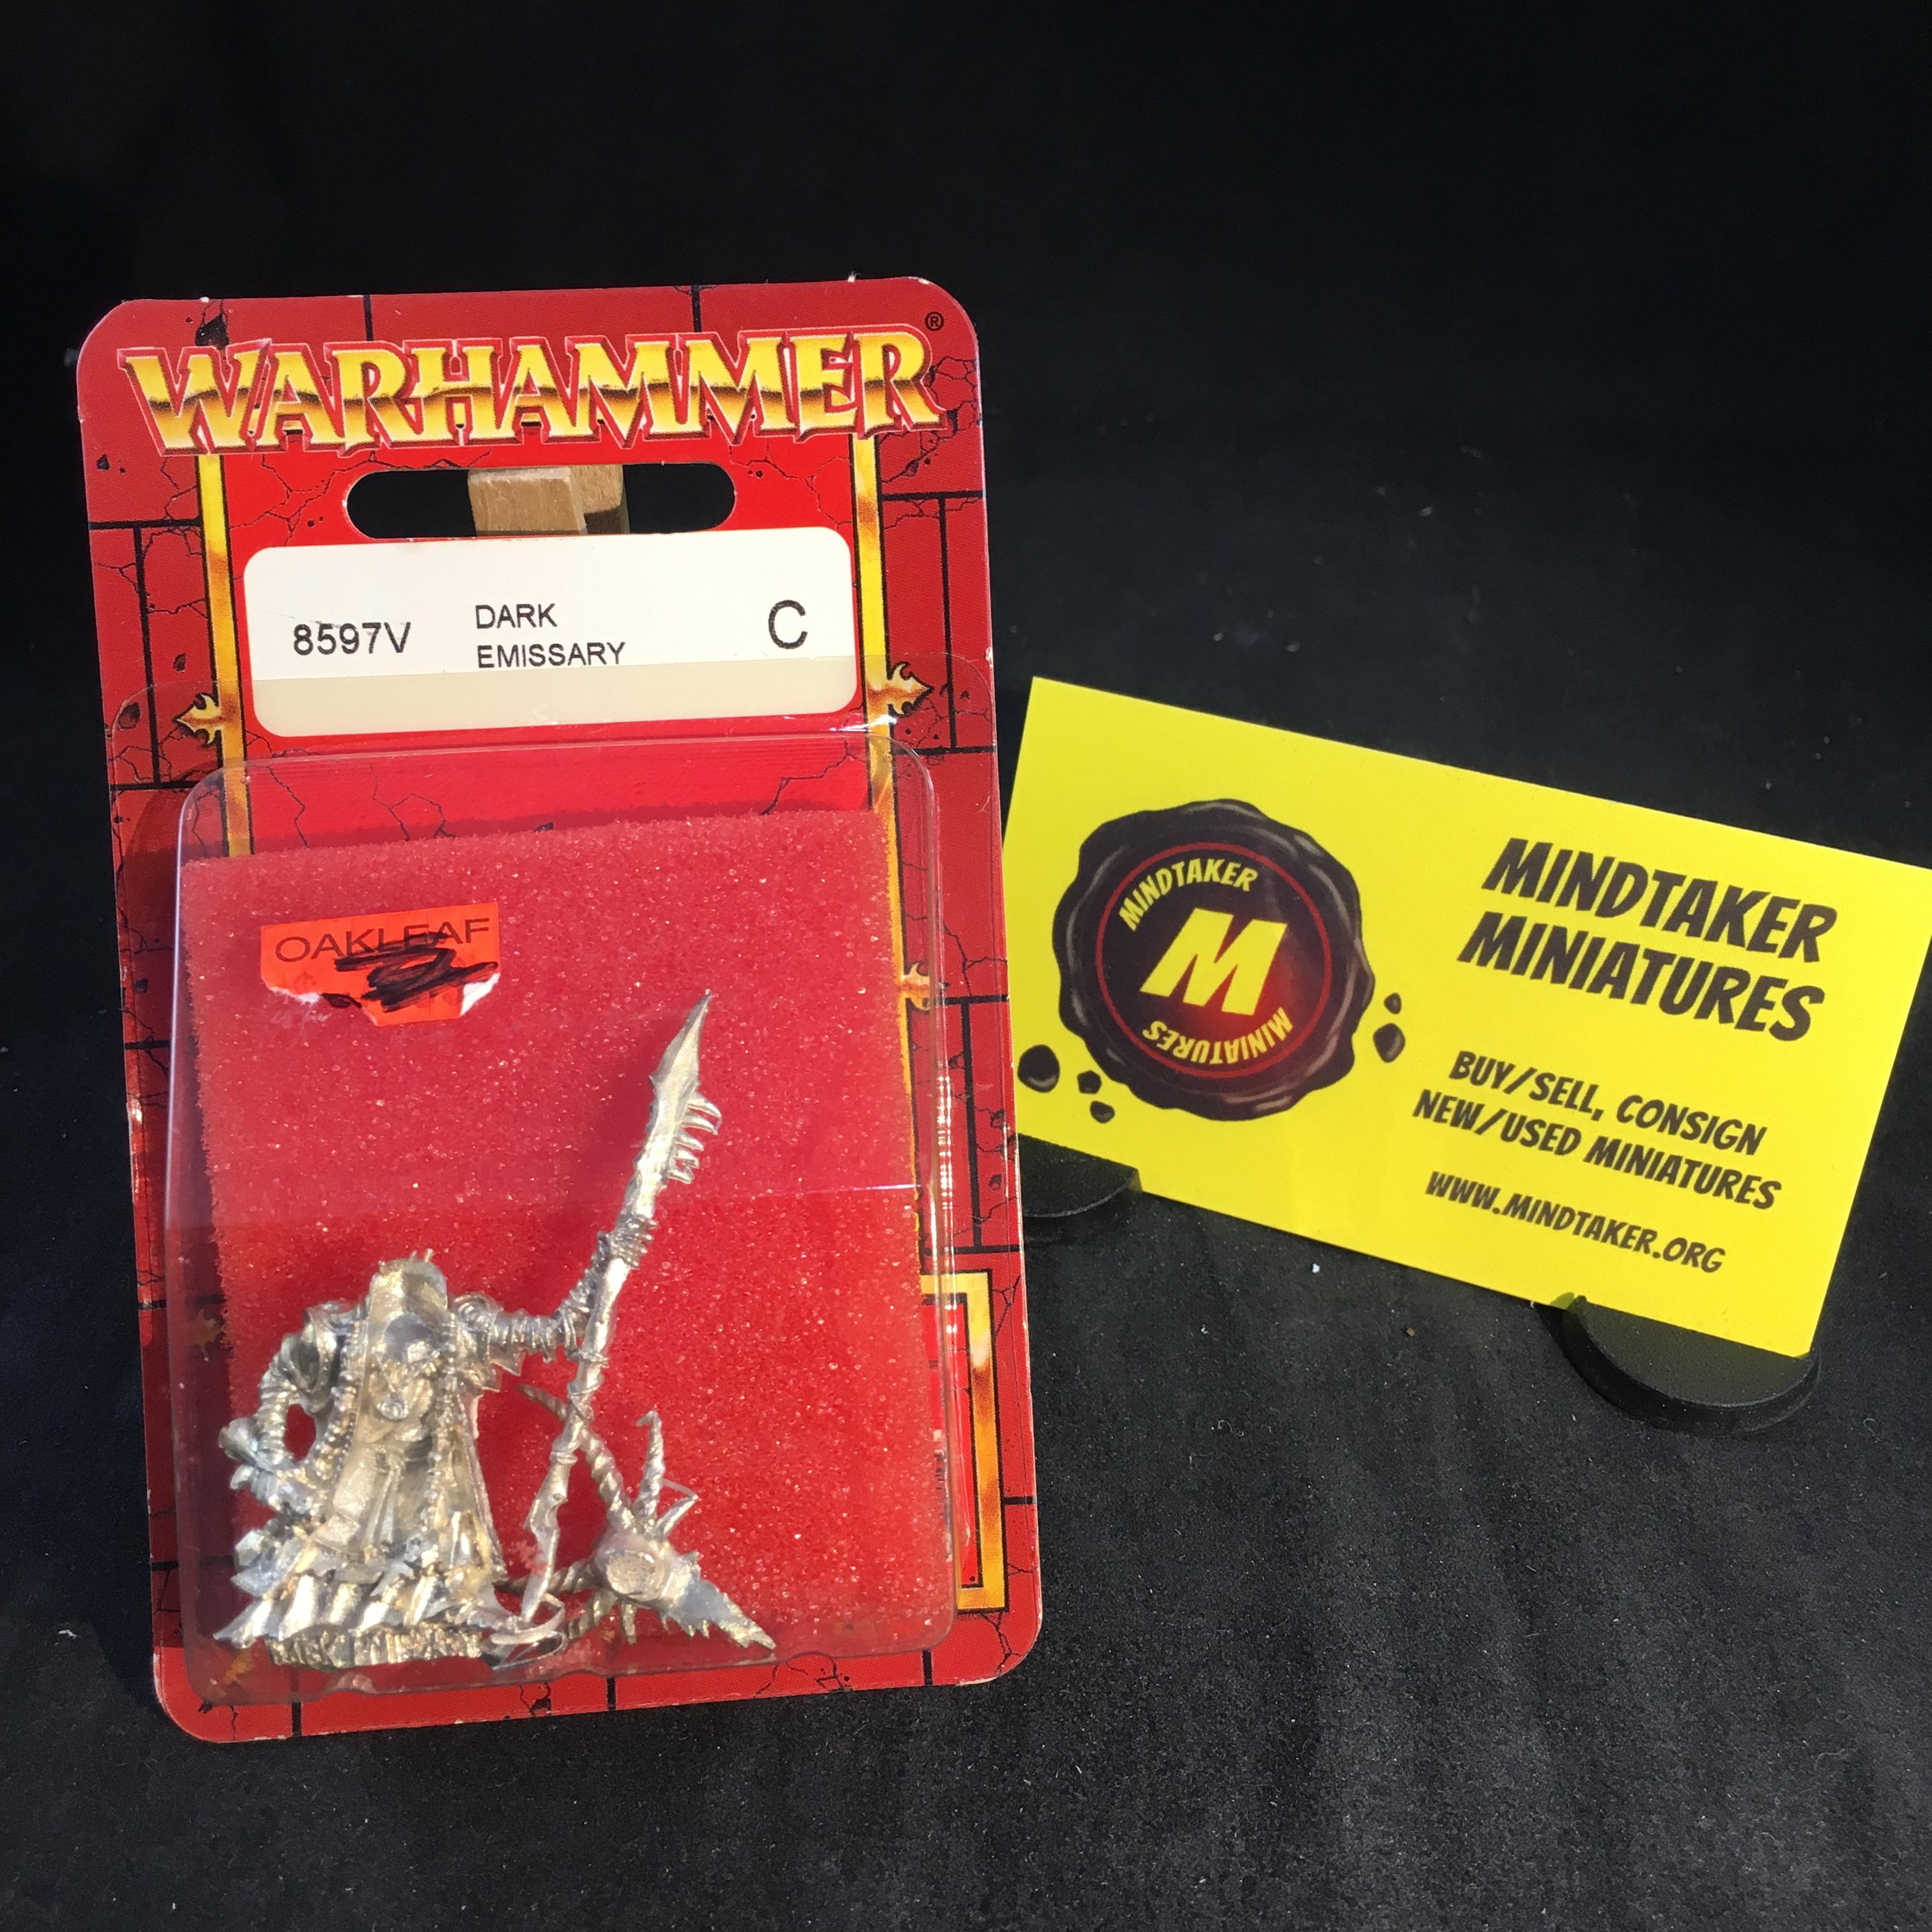 WARHAMMER®
8597V
DARK
EMISSARY
C
OAKLEAF
MINDTAKER
M
MINIATURES
MINDTAKER
MINIATURES
BUY/SELL, CONSIGN
NEW/USED MINIATURES
WWW.MINDTAKER.ORG